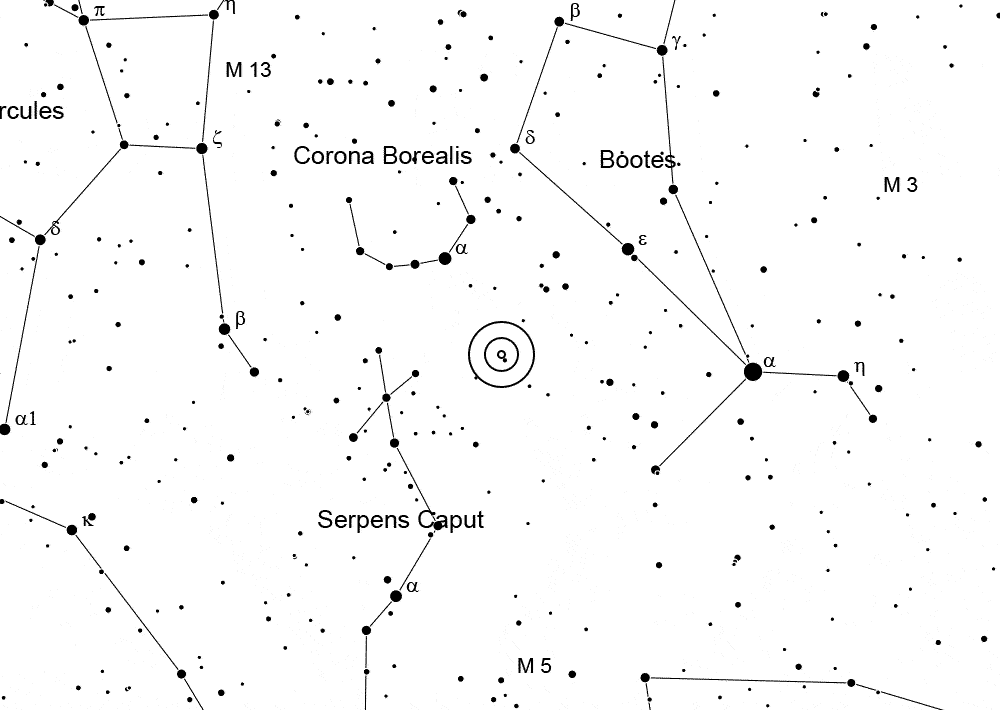 π
η
β
γ
M 13
rcules
ζ
δ
Corona Borealis
Bootes
M 3
δ
α
ε
β
α
η
α1
κ
Serpens Caput
α
M 5